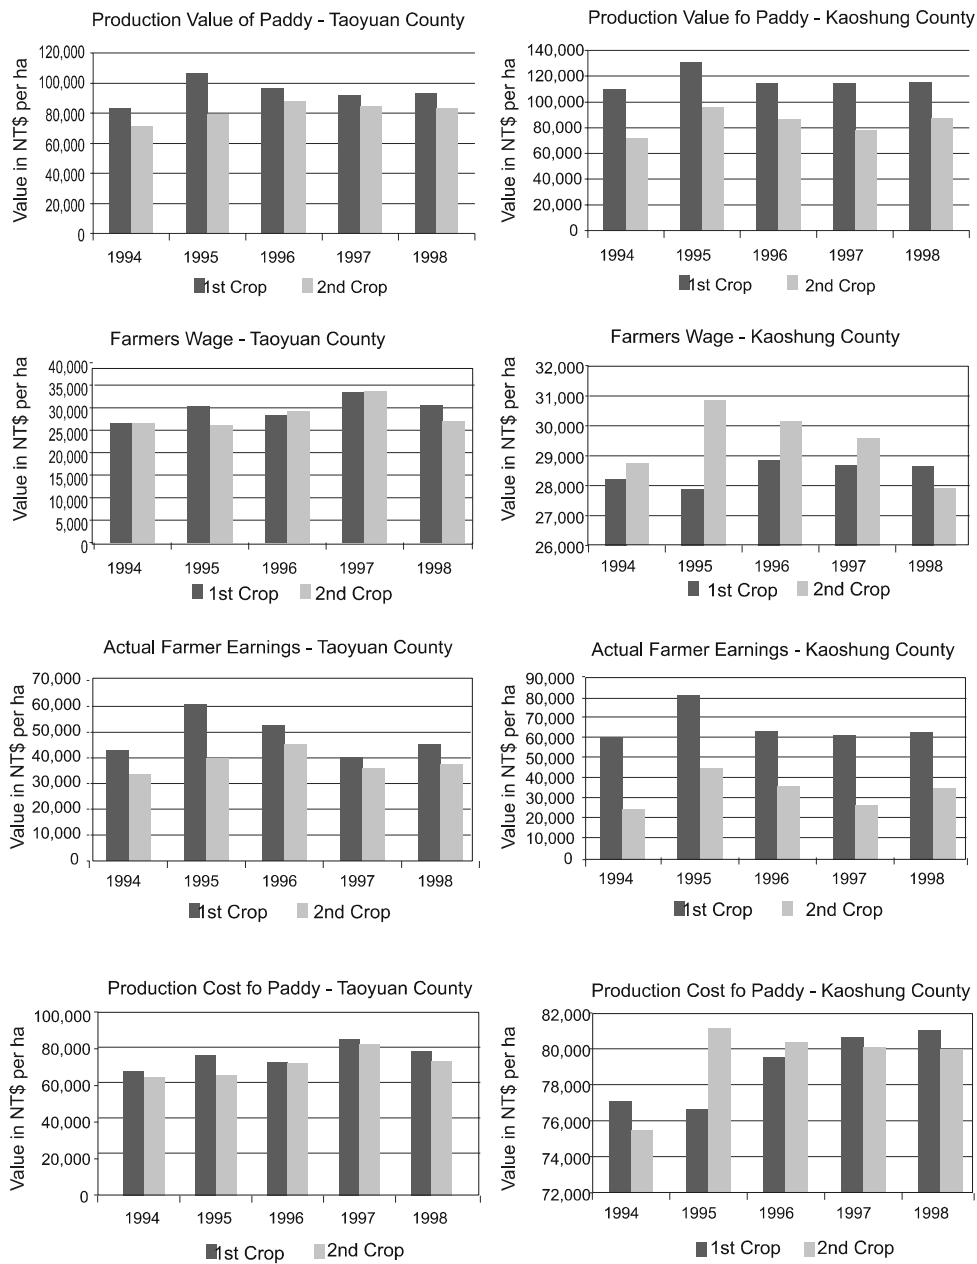 Production Value of Paddy - Taoyuan County
Value in NT$ per ha
120,000
100,000
80,000
60,000
40,000
20,000
0
1994 1995 1996 1997 1998
1st Crop 2nd Crop
Production Value fo Paddy - Kaoshung County
Value in NT$ per ha
140,000
120,000
100,000
80,000
60,000
40,000
20,000
0
1994 1995 1996 1997 1998
1st Crop 2nd Crop
Farmers Wage - Taoyuan County
Value in NT$ per ha
40,000
35,000
30,000
25,000
20,000
15,000
10,000
5,000
0
1994 1995 1996 1997 1998
1st Crop 2nd Crop
Farmers Wage - Kaoshung County
Value in NT$ per ha
32,000
31,000
30,000
29,000
28,000
27,000
26,000
1994 1995 1996 1997 1998
1st Crop 2nd Crop
Actual Farmer Earnings - Taoyuan County
Value in NT$ per ha
70,000
60,000
50,000
40,000
30,000
20,000
10,000
0
1994 1995 1996 1997 1998
1st Crop 2nd Crop
Actual Farmer Earnings - Kaoshung County
Value in NT$ per ha
90,000
80,000
70,000
60,000
50,000
40,000
30,000
20,000
10,000
0
1994 1995 1996 1997 1998
1st Crop 2nd Crop
Production Cost fo Paddy - Taoyuan County
Value in NT$ per ha
100,000
80,000
60,000
40,000
20,000
0
1994 1995 1996 1997 1998
1st Crop 2nd Crop
Production Cost fo Paddy - Kaoshung County
Value in NT$ per ha
82,000
80,000
78,000
76,000
74,000
72,000
1994 1995 1996 1997 1998
1st Crop 2nd Crop